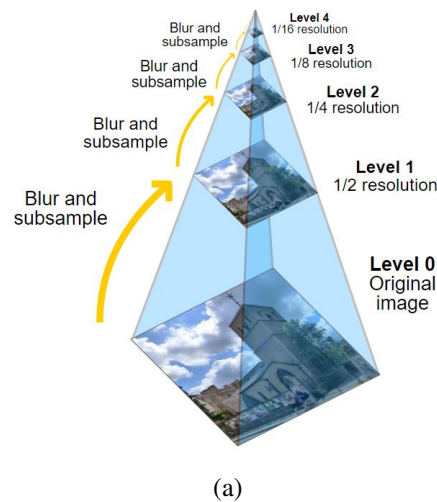 Blur and
subsample
Level 4
1/16 resolution
Blur and
subsample
Level 3
1/8 resolution
Blur and
subsample
Level 2
1/4 resolution
Blur and
subsample
Level 1
1/2 resolution
Level 0
Original
image
(a)